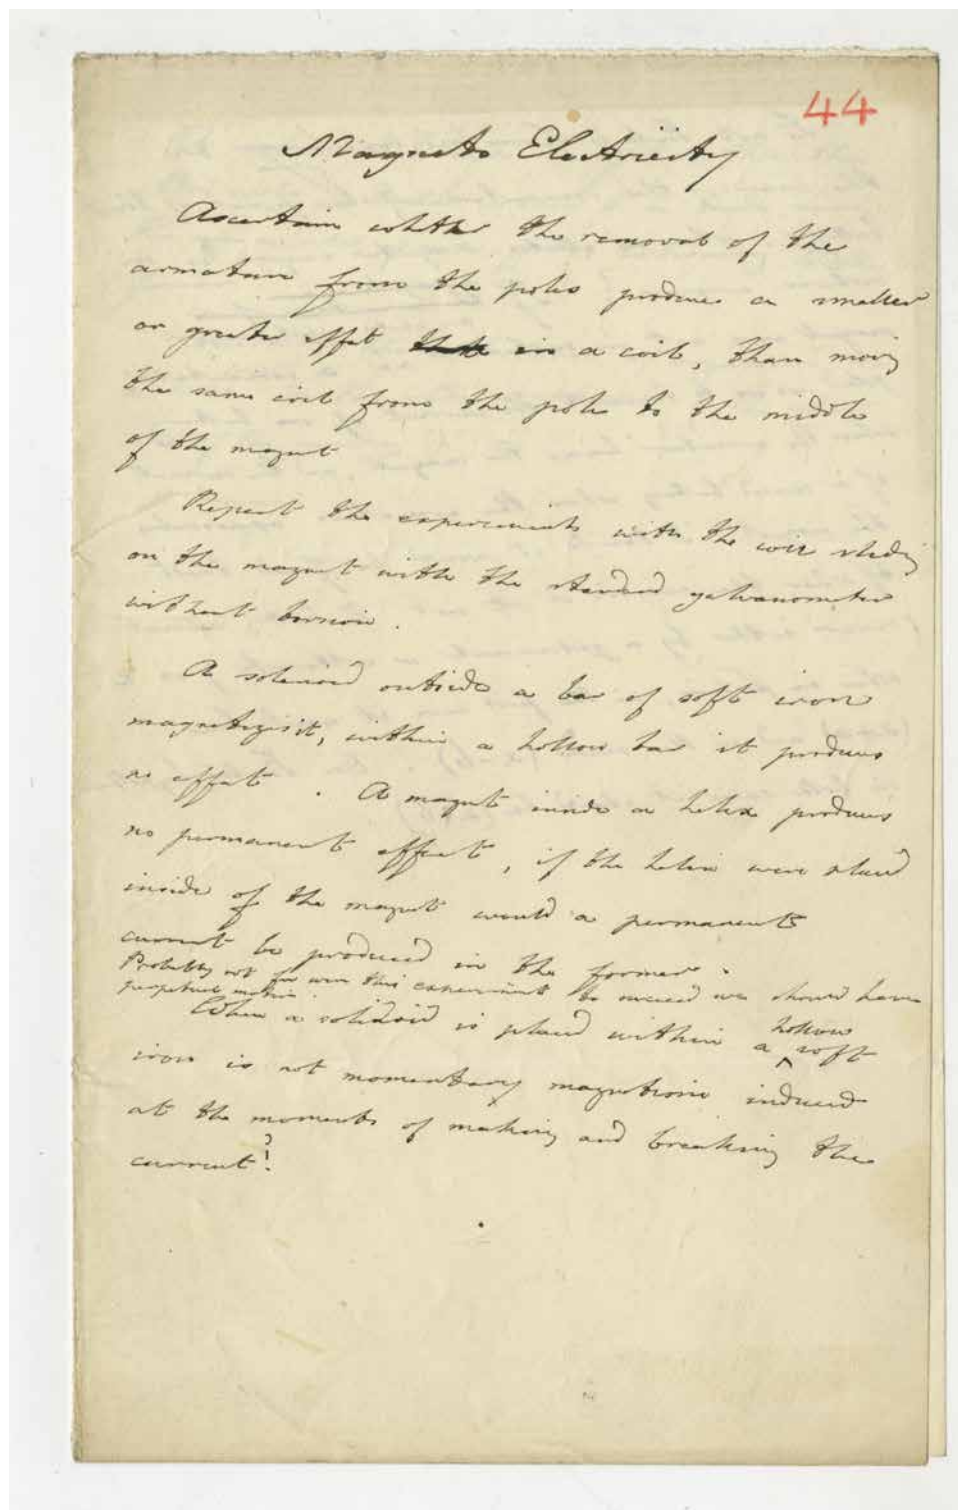 44
Magneto Electricity
Ascertain whether the removal of the
armature from the poles produces a smaller
or greater effect in a coil, than moving
the same coil from the pole to the middle
of the magnet
Repeat the experiments with the coil sliding
on the magnet with the standard galvanometer
without torsion.
A solenoid outside a bar of soft iron
magnetizes it, within a hollow bar it produces
no effect. A magnet inside a helix produces
no permanent effect, if the helix were placed
inside of the magnet would a permanent
current be produced in the former.
Probably not for were this experiment to succeed we should have
perpetual motion.
When a solenoid is placed within a hollow soft
iron is not momentary magnetism induced
at the moments of making and breaking the
current?